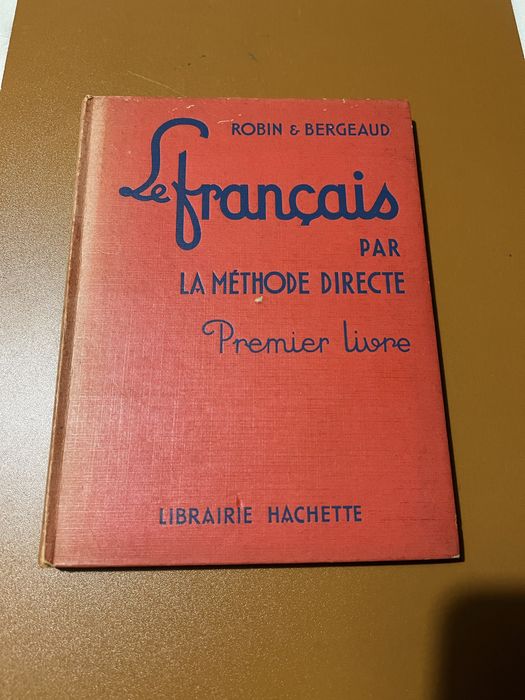 ROBIN & BERGEAUD
Le français
PAR
LA MÉTHODE DIRECTE
Premier livre
LIBRAIRIE HACHETTE